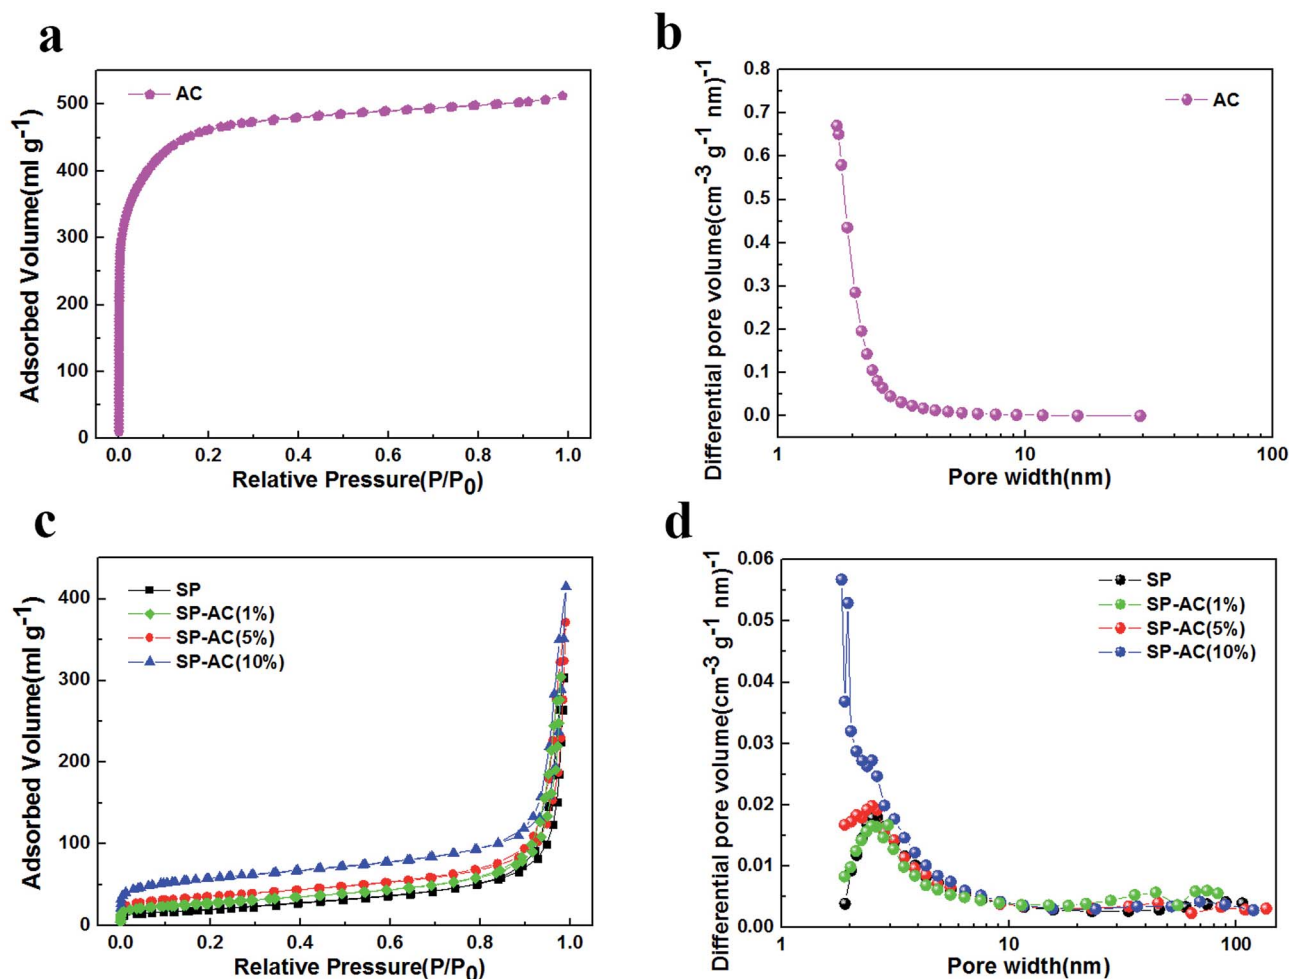 a
Adsorbed Volume(ml g⁻¹)
500
400
300
200
100
0
AC
0.0 0.2 0.4 0.6 0.8 1.0
Relative Pressure(P/P₀)
b
Differential pore volume(cm⁻³ g⁻¹ nm)⁻¹
0.8
0.7
0.6
0.5
0.4
0.3
0.2
0.1
0.0
AC
1 10 100
Pore width(nm)
c
Adsorbed Volume(ml g⁻¹)
400
300
200
100
0
SP
SP-AC(1%)
SP-AC(5%)
SP-AC(10%)
0.0 0.2 0.4 0.6 0.8 1.0
Relative Pressure(P/P₀)
d
Differential pore volume(cm⁻³ g⁻¹ nm)⁻¹
0.06
0.05
0.04
0.03
0.02
0.01
0.00
SP
SP-AC(1%)
SP-AC(5%)
SP-AC(10%)
1 10 100
Pore width(nm)